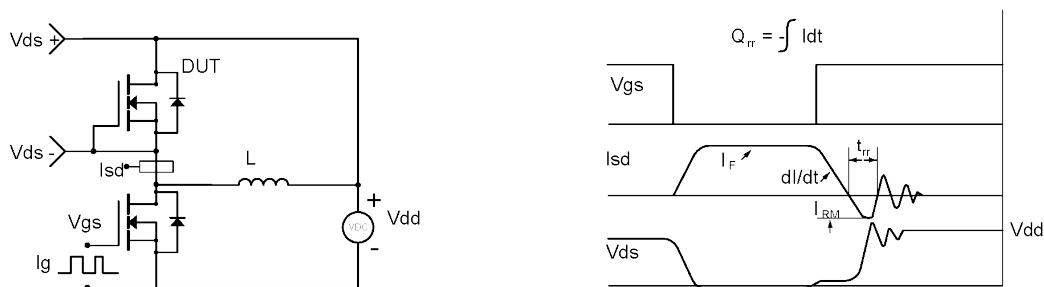 Vds +
DUT
Vds -
Isd
L
Vgs
Ig
+
VDC
Vdd
-
Q rr = -∫ Idt
Vgs
Isd
I F
dI/dt
t rr
I RM
Vds
Vdd